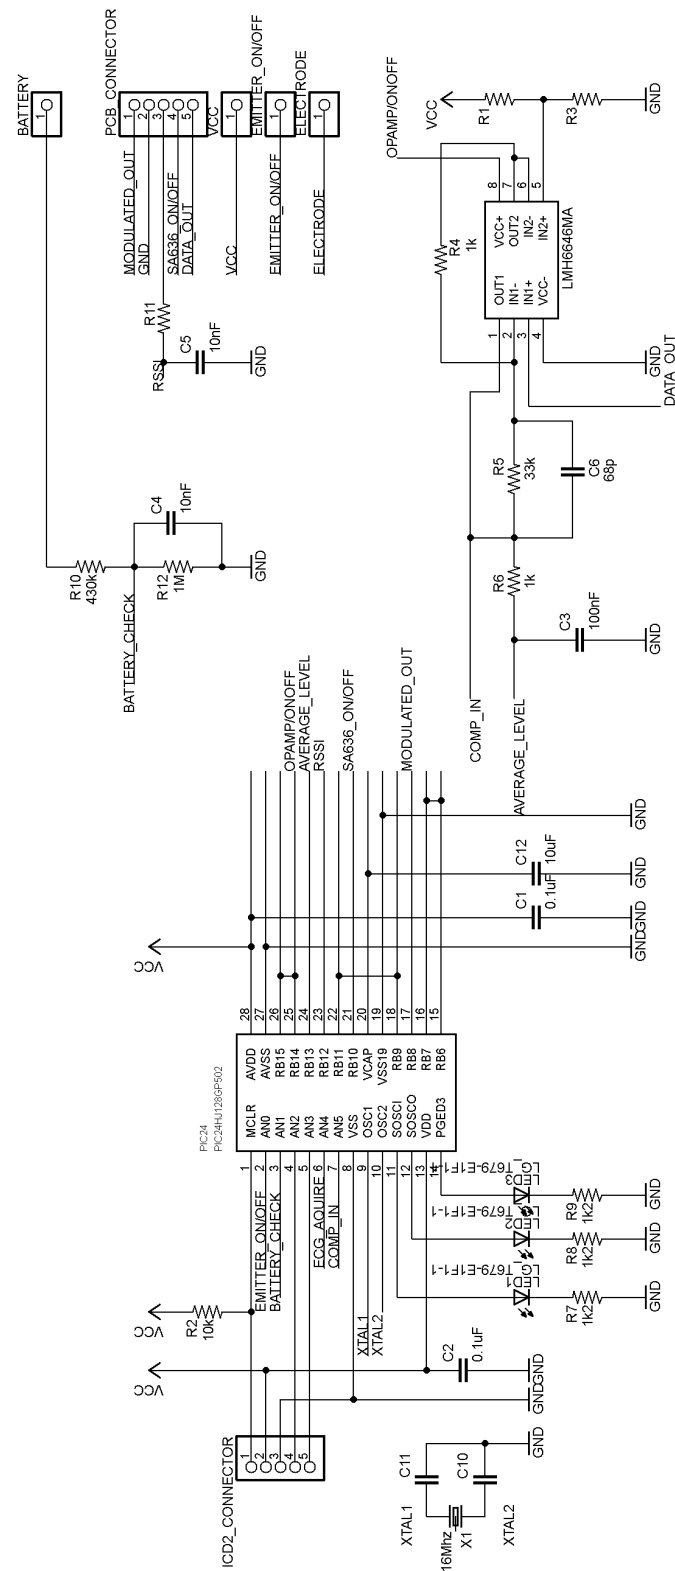 BATTERY
1
PCB_CONNECTOR
1
2
3
4
5
MODULATED_OUT
GND
SA636_ON/OFF
DATA_OUT
VCC
1
VCC
EMITTER_ON/OFF
1
EMITTER_ON/OFF
ELECTRODE
1
ELECTRODE
R11
RSSI
C5
10nF
GND
C4
10nF
R10
430k
R12
1M
GND
BATTERY_CHECK
OPAMP/ONOFF
VCC
R1
R3
GND
R4
1k
8
7
6
5
VCC+
OUT2
IN2-
IN2+
OUT1
IN1-
IN1+
VCC-
1
2
3
4
LMH6646MA
GND
DATA_OUT
R5
33k
C6
68p
R6
1k
C3
100nF
GND
COMP_IN
AVERAGE_LEVEL
OPAMP/ONOFF
AVERAGE_LEVEL
RSSI
SA636_ON/OFF
MODULATED_OUT
GND
C12
10uF
GND
C1
0.1uF
GND
GND
VCC
28
27
26
25
24
23
22
21
20
19
18
17
16
15
AVDD
AVSS
RB15
RB14
RB13
RB12
RB11
RB10
VCAP
VSS19
RB9
RB8
RB7
RB6
PIC24
PIC24HJ128GP502
MCLR
AN0
AN1
AN2
AN3
AN4
AN5
VSS
OSC1
OSC2
SOSCI
SOSCO
VDD
PGED3
1
2
3
4
5
6
7
8
9
10
11
12
13
14
EMITTER_ON/OFF
BATTERY_CHECK
ECG_AQUIRE
COMP_IN
XTAL1
XTAL2
LG_T679-E1F1-1
LED3
LG_T679-E1F1-1
LED2
LG_T679-E1F1-1
LED1
R9
1k2
GND
R8
1k2
GND
R7
1k2
GND
VCC
R2
10k
VCC
C2
0.1uF
GND
GND
ICD2_CONNECTOR
1
2
3
4
5
C11
C10
GND
XTAL1
16Mhz
X1
XTAL2